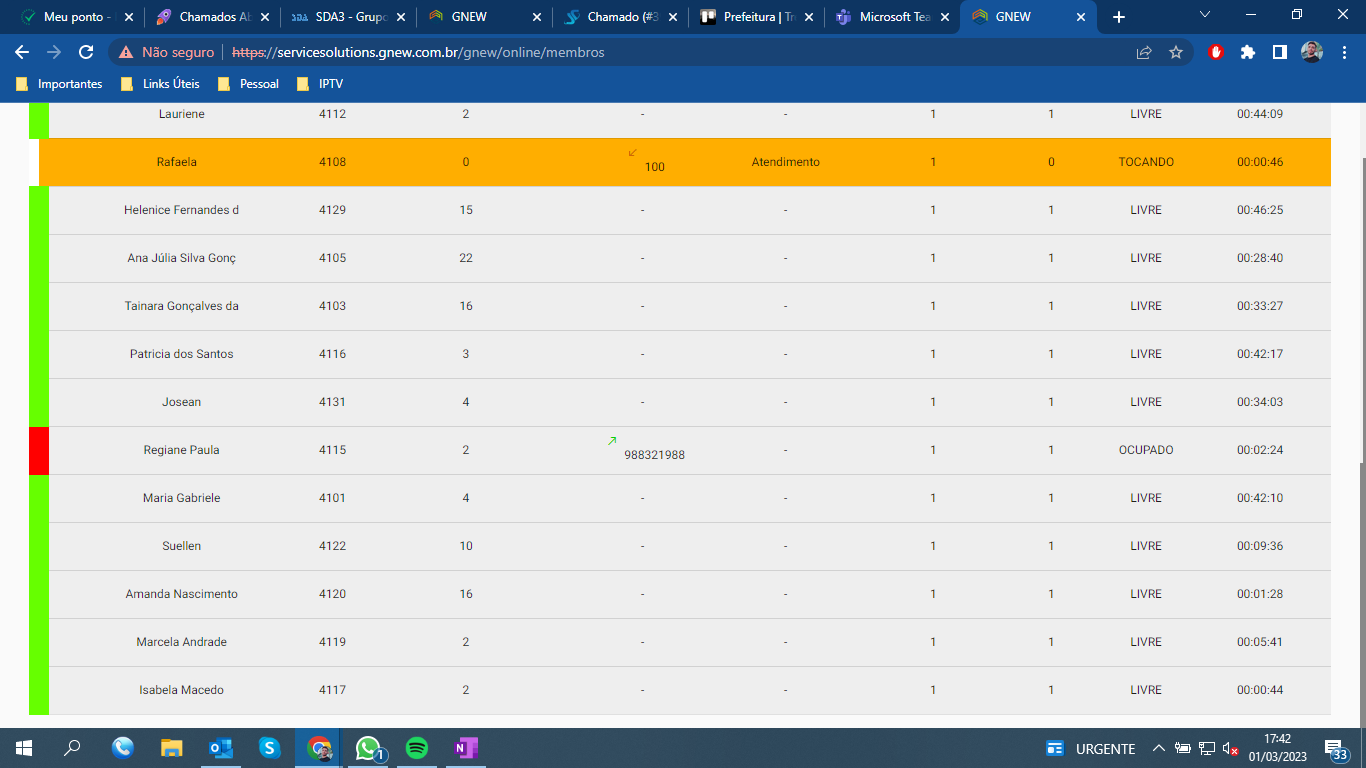 Meu ponto - Chamados Ab SDA3 - Grupo GNEW Chamado (#3 Prefeitura | Tr Microsoft Tea GNEW
Não seguro https://servicesolutions.gnew.com.br/gnew/online/membros
Importantes Links Úteis Pessoal IPTV
Lauriene 4112 2 - - 1 1 LIVRE 00:44:09
Rafaela 4108 0 100 Atendimento 1 0 TOCANDO 00:00:46
Helenice Fernandes d 4129 15 - - 1 1 LIVRE 00:46:25
Ana Júlia Silva Gonç 4105 22 - - 1 1 LIVRE 00:28:40
Tainara Gonçalves da 4103 16 - - 1 1 LIVRE 00:33:27
Patricia dos Santos 4116 3 - - 1 1 LIVRE 00:42:17
Josean 4131 4 - - 1 1 LIVRE 00:34:03
Regiane Paula 4115 2 988321988 - 1 1 OCUPADO 00:02:24
Maria Gabriele 4101 4 - - 1 1 LIVRE 00:42:10
Suellen 4122 10 - - 1 1 LIVRE 00:09:36
Amanda Nascimento 4120 16 - - 1 1 LIVRE 00:01:28
Marcela Andrade 4119 2 - - 1 1 LIVRE 00:05:41
Isabela Macedo 4117 2 - - 1 1 LIVRE 00:00:44
1 URGENTE 17:42
01/03/2023 33